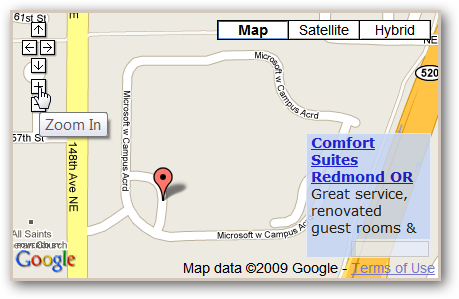 61st St
Map Satellite Hybrid
NE
520
Zoom In
57th St
148th Ave NE
Microsoft w Campus Acrd
Microsoft w Campus Acrd
Microsoft w Campus Acrd
Comfort
Suites
Redmond OR
Great service,
renovated
guest rooms &
All Saints
Church
Google
Map data ©2009 Google - Terms of Use